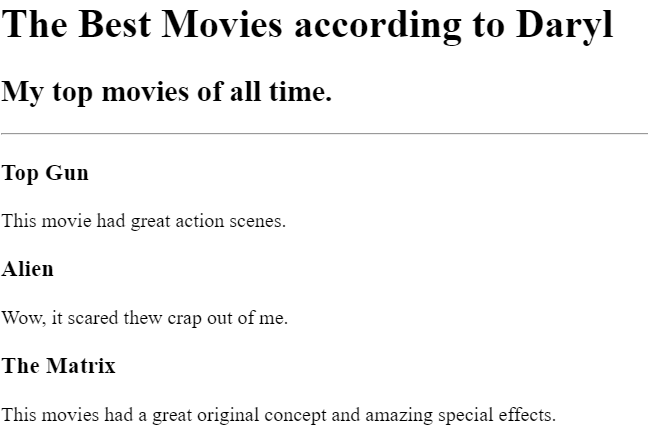 The Best Movies according to Daryl
My top movies of all time.
Top Gun
This movie had great action scenes.
Alien
Wow, it scared thew crap out of me.
The Matrix
This movies had a great original concept and amazing special effects.